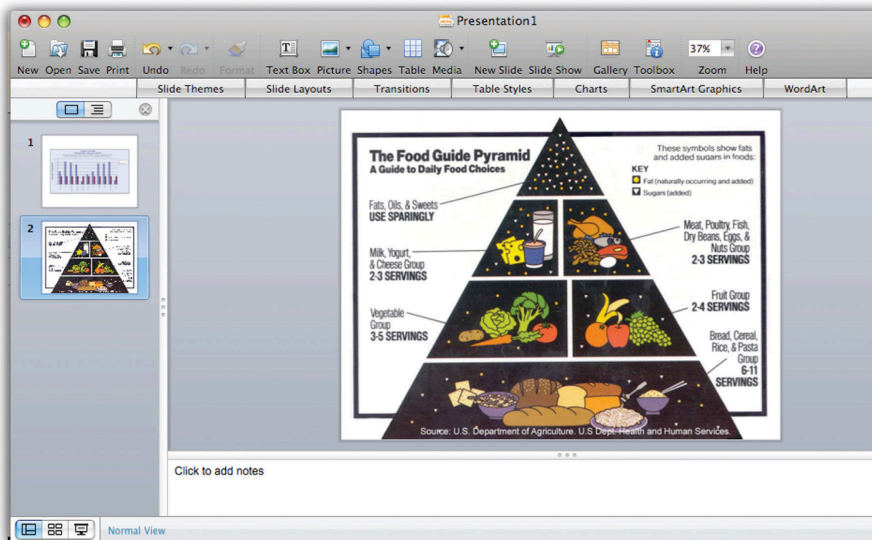 Presentation1
New Open Save Print Undo Redo Format Text Box Picture Shapes Table Media New Slide Slide Show Gallery Toolbox 37% Zoom Help
Slide Themes Slide Layouts Transitions Table Styles Charts SmartArt Graphics WordArt
1
2
The Food Guide Pyramid
A Guide to Daily Food Choices
These symbols show fats
and added sugars in foods:
KEY
Fat (naturally occurring and added)
Sugars (added)
Fats, Oils, & Sweets
USE SPARINGLY
Milk, Yogurt,
& Cheese Group
2-3 SERVINGS
Meat, Poultry, Fish,
Dry Beans, Eggs, &
Nuts Group
2-3 SERVINGS
Vegetable
Group
3-5 SERVINGS
Fruit Group
2-4 SERVINGS
Bread, Cereal,
Rice, & Pasta
Group
6-11
SERVINGS
Source: U.S. Department of Agriculture. U.S Dept. Health and Human Services.
Click to add notes
Normal View